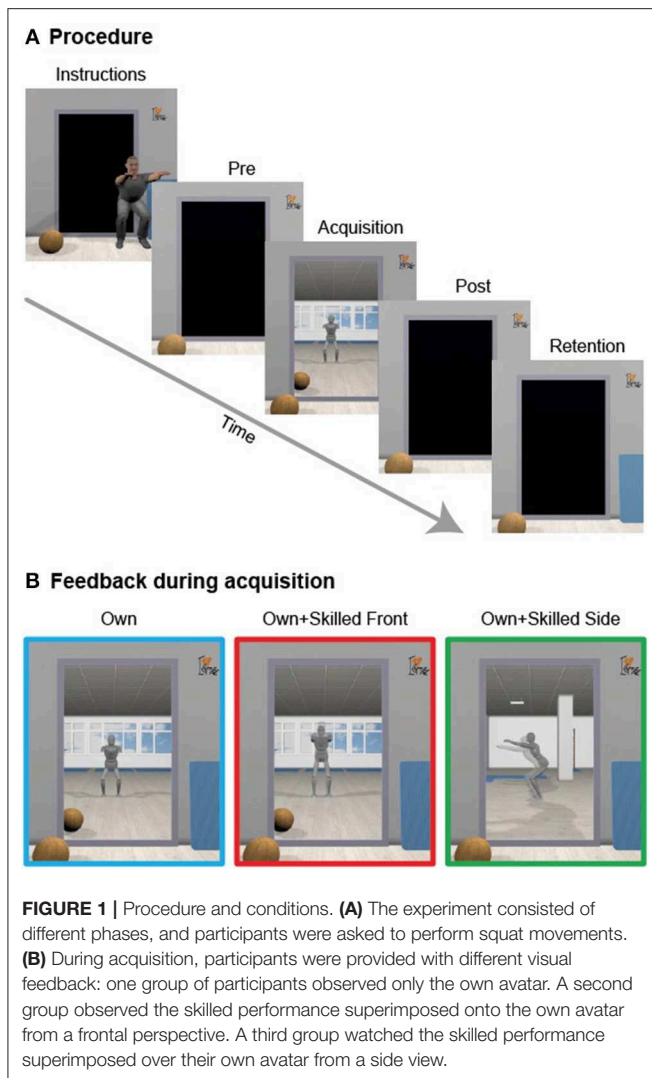 A Procedure
Instructions
Pre
Acquisition
Post
Retention
Time
B Feedback during acquisition
Own
Own+Skilled Front
Own+Skilled Side
FIGURE 1 | Procedure and conditions. (A) The experiment consisted of
different phases, and participants were asked to perform squat movements.
(B) During acquisition, participants were provided with different visual
feedback: one group of participants observed only the own avatar. A second
group observed the skilled performance superimposed onto the own avatar
from a frontal perspective. A third group watched the skilled performance
superimposed over their own avatar from a side view.